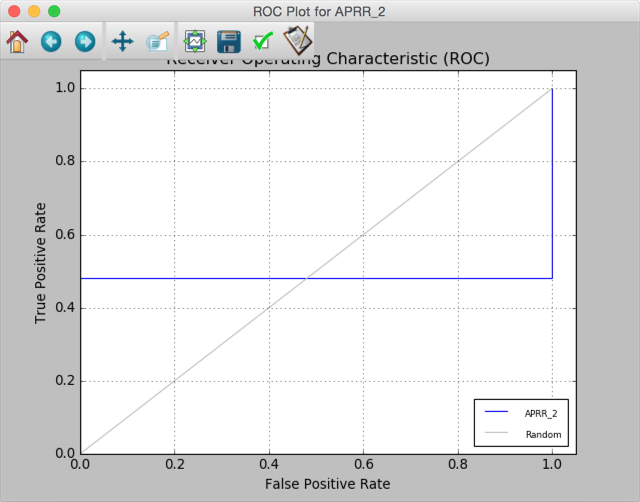 ROC Plot for APRR_2
Receiver Operating Characteristic (ROC)
1.0
0.8
0.6
0.4
0.2
0.0
True Positive Rate
0.0 0.2 0.4 0.6 0.8 1.0
False Positive Rate
APRR_2
Random